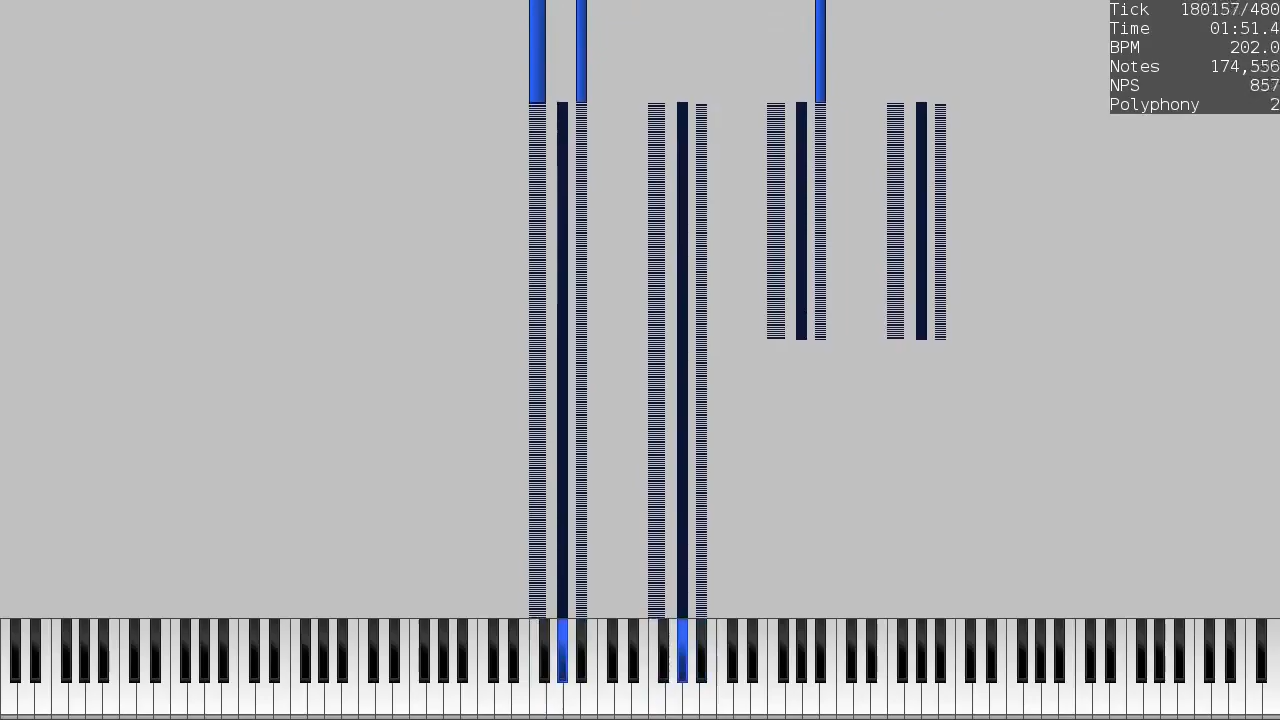 Tick 180157/480
Time 01:51.4
BPM 202.0
Notes 174,556
NPS 857
Polyphony 2